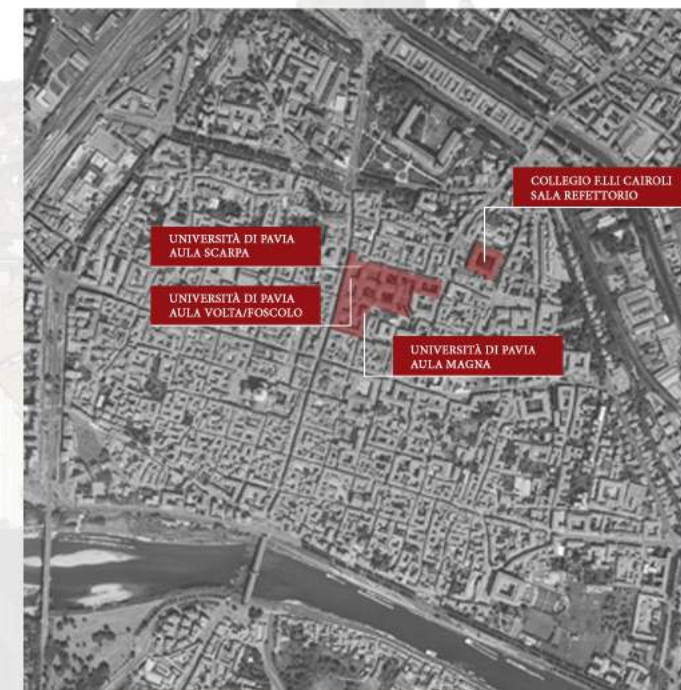 COLLEGIO F.LLI CAIROLI
SALA REFETTORIO
UNIVERSITÀ DI PAVIA
AULA SCARPA
UNIVERSITÀ DI PAVIA
AULA VOLTA/FOSCOLO
UNIVERSITÀ DI PAVIA
AULA MAGNA